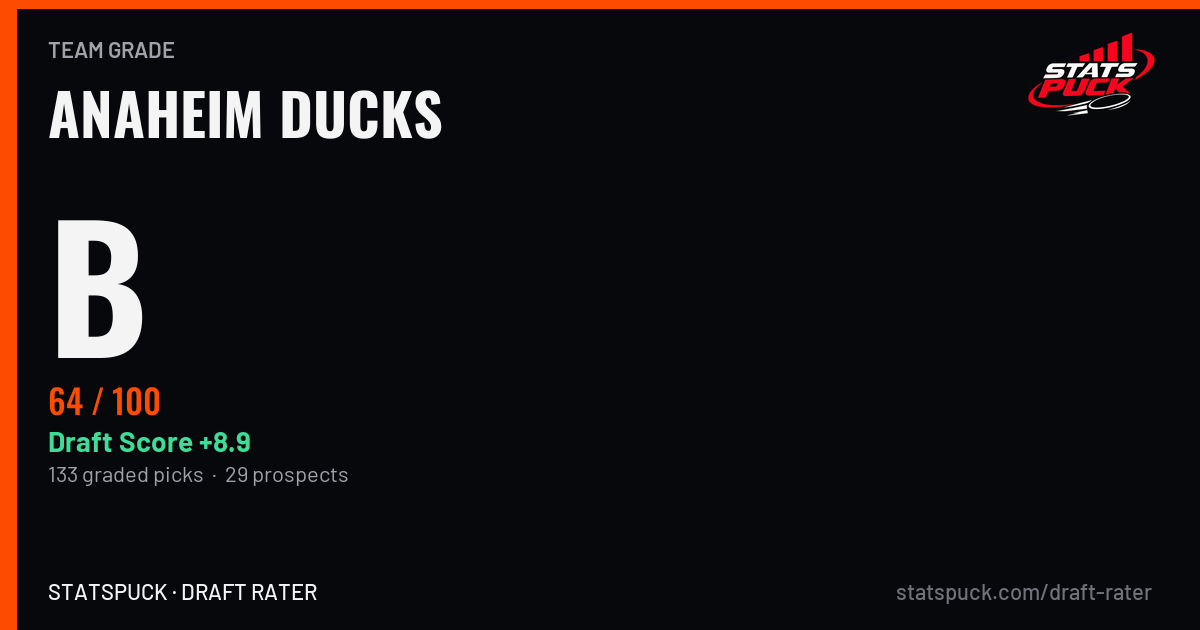 TEAM GRADE
ANAHEIM DUCKS
STATS
PUCK
B
64 / 100
Draft Score +8.9
133 graded picks · 29 prospects
STATSPUCK · DRAFT RATER
statspuck.com/draft-rater